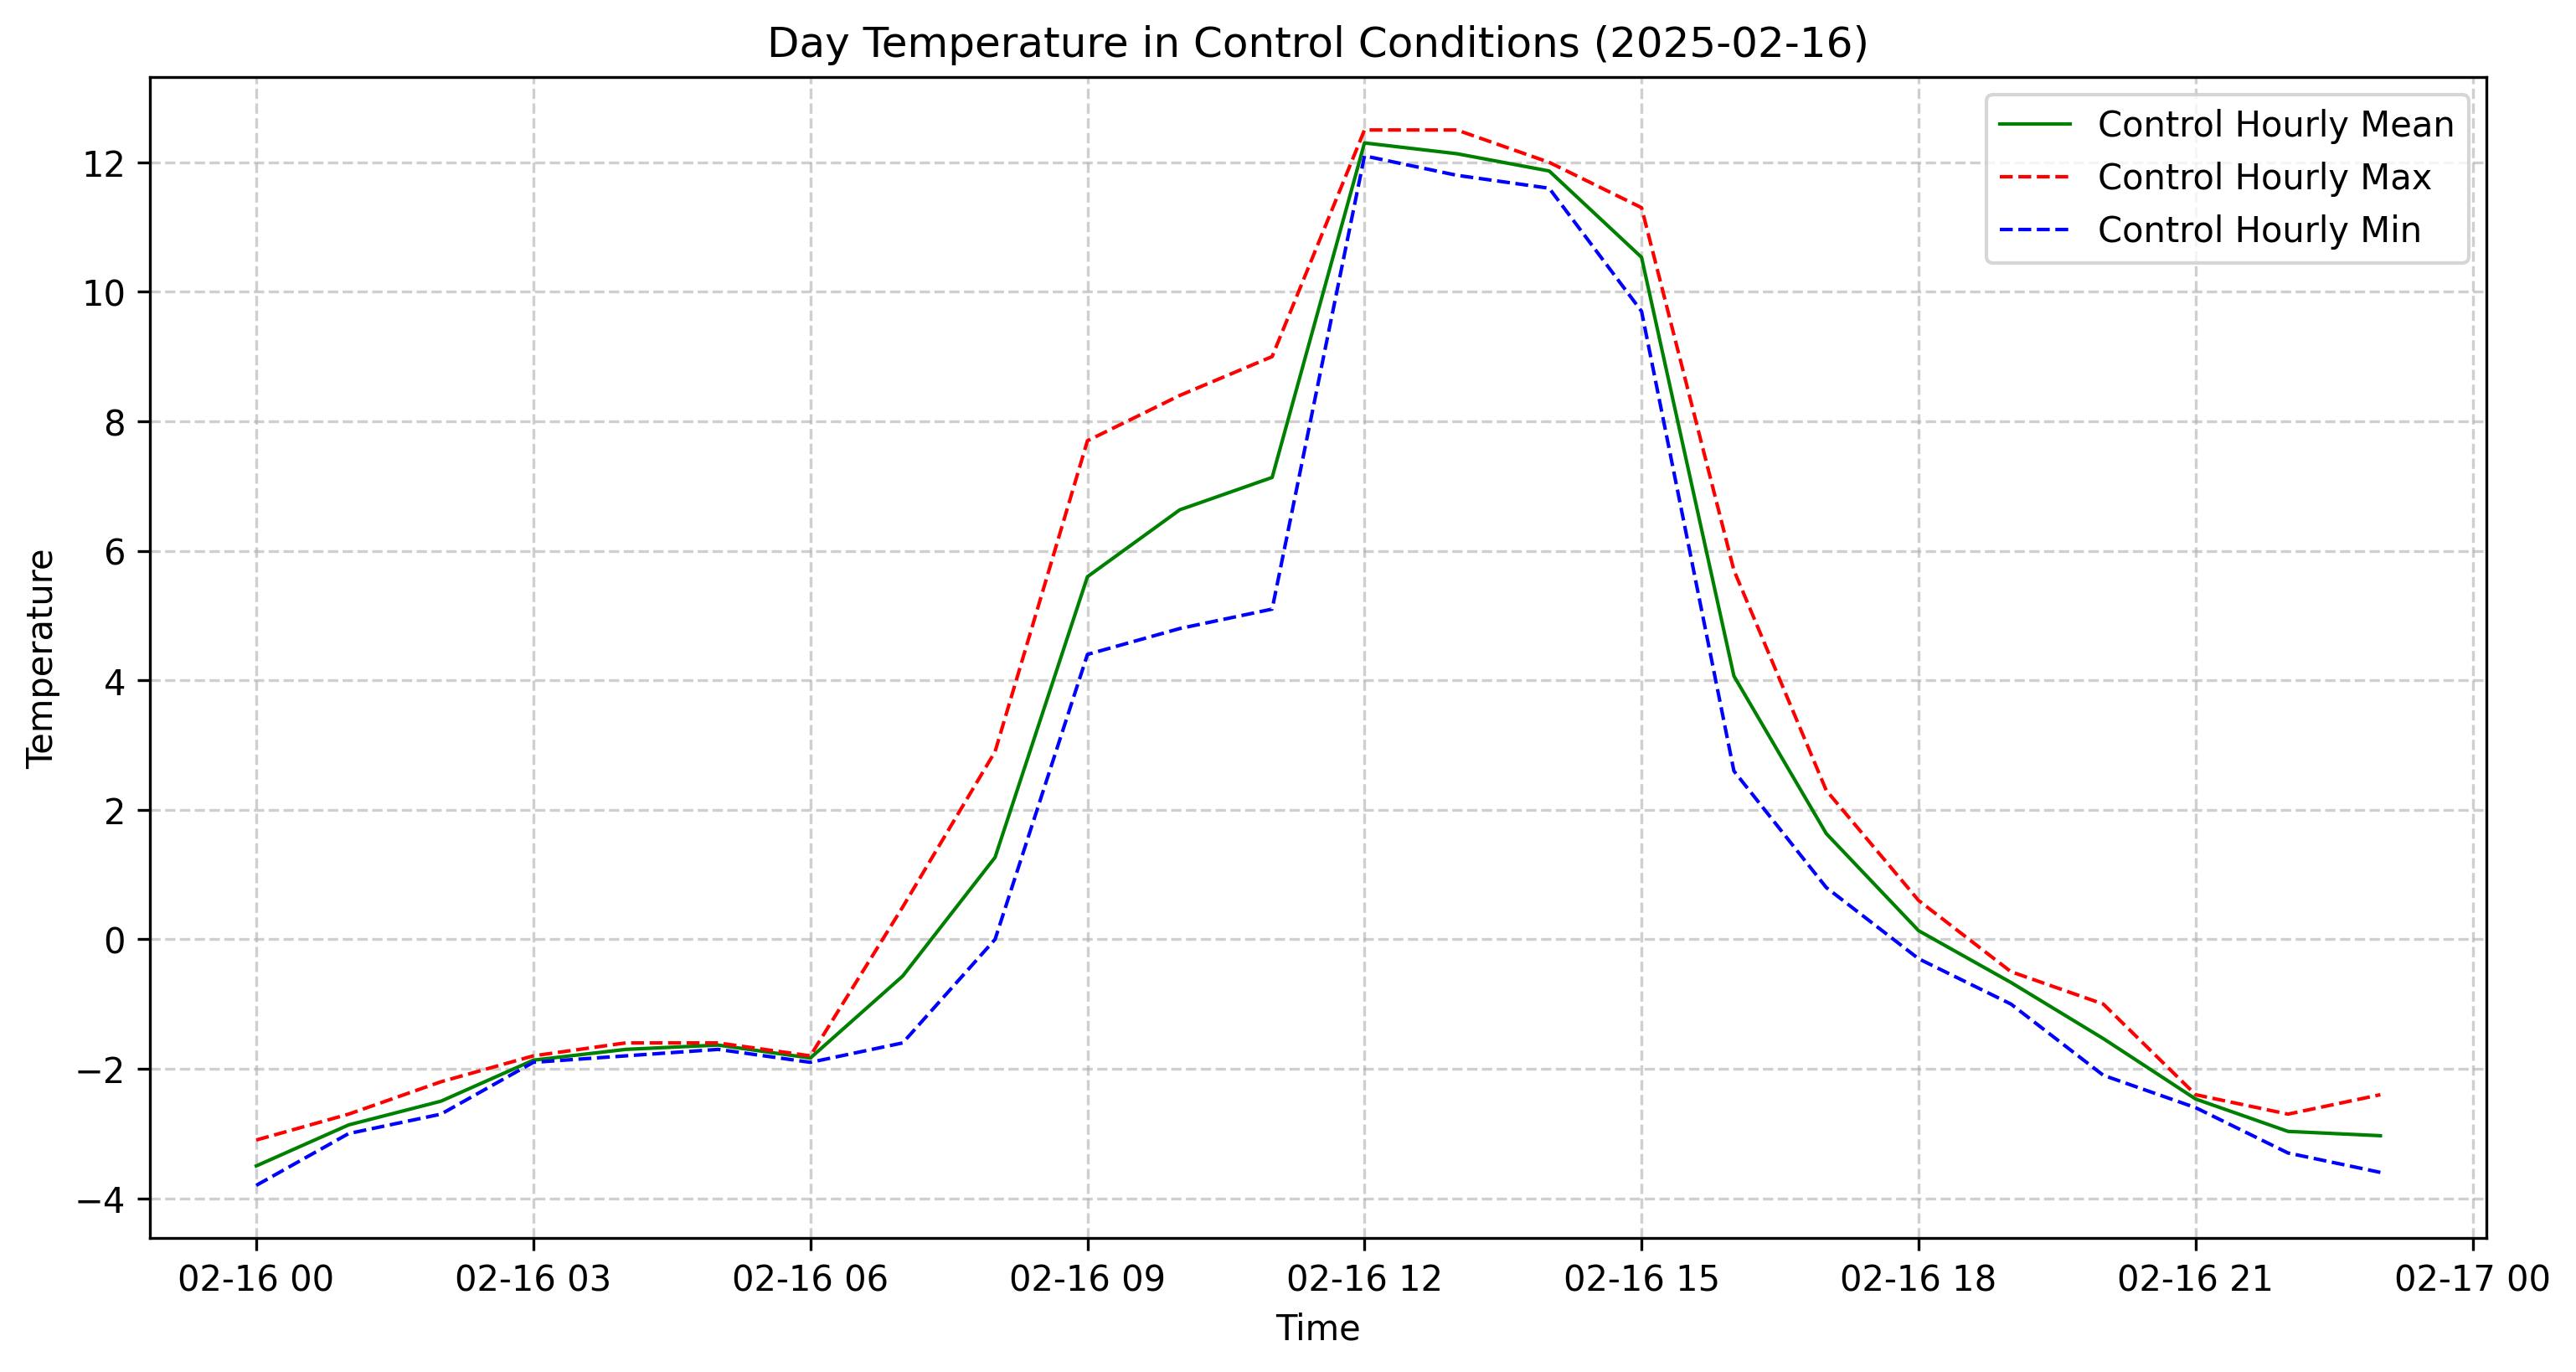 Day Temperature in Control Conditions (2025-02-16)
Control Hourly Mean
Control Hourly Max
Control Hourly Min
12
10
8
6
4
2
0
−2
−4
Temperature
02-16 00 02-16 03 02-16 06 02-16 09 02-16 12 02-16 15 02-16 18 02-16 21 02-17 00
Time